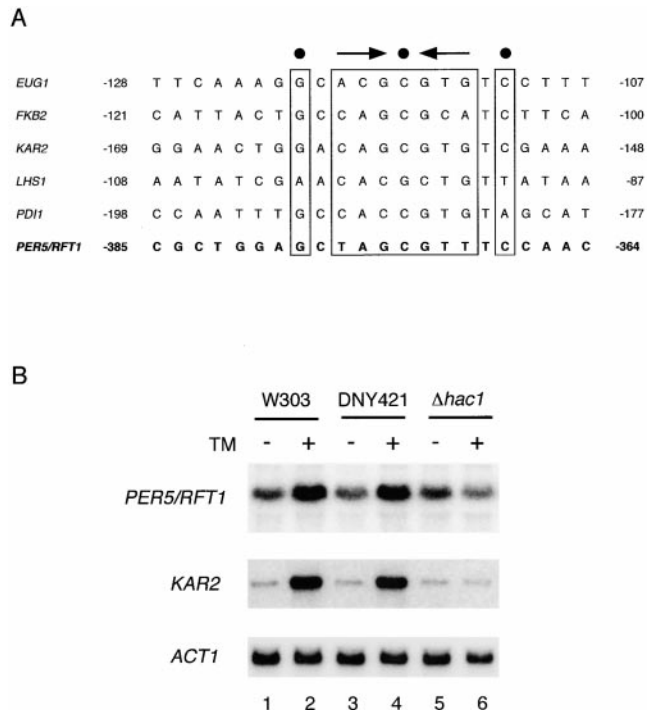 A
EUG1 -128 T T C A A A G G C A C G C G T G T C C T T T -107
FKB2 -121 C A T T A C T G C C A G C G C A T C T T C A -100
KAR2 -169 G G A A C T G G A C A G C G T G T C G A A A -148
LHS1 -108 A A T A T C G A A C A C G C T G T T A T A A -87
PDI1 -198 C C A A T T T G C C A C C G T G T A G C A T -177
PER5/RFT1 -385 C G C T G G A G C T A G C G T T T C C A A C -364
B
W303 DNY421 Δhac1
TM - + - + - +
PER5/RFT1
KAR2
ACT1
1 2 3 4 5 6